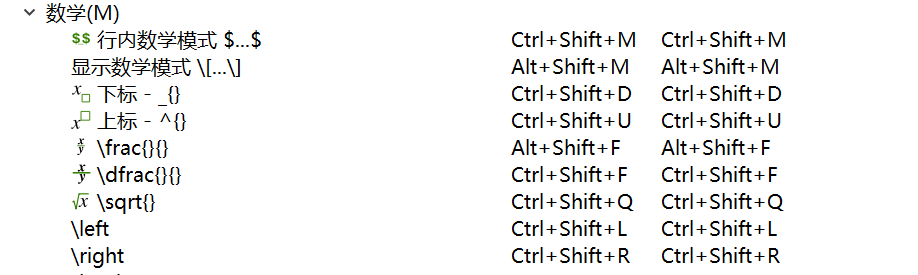 数学(M)
$$ 行内数学模式 $...$ Ctrl+Shift+M Ctrl+Shift+M
显示数学模式 \[...\] Alt+Shift+M Alt+Shift+M
x□ 下标 - _{} Ctrl+Shift+D Ctrl+Shift+D
x□ 上标 - ^{} Ctrl+Shift+U Ctrl+Shift+U
x/y \frac{}{} Alt+Shift+F Alt+Shift+F
x/y \dfrac{}{} Ctrl+Shift+F Ctrl+Shift+F
√x \sqrt{} Ctrl+Shift+Q Ctrl+Shift+Q
\left Ctrl+Shift+L Ctrl+Shift+L
\right Ctrl+Shift+R Ctrl+Shift+R